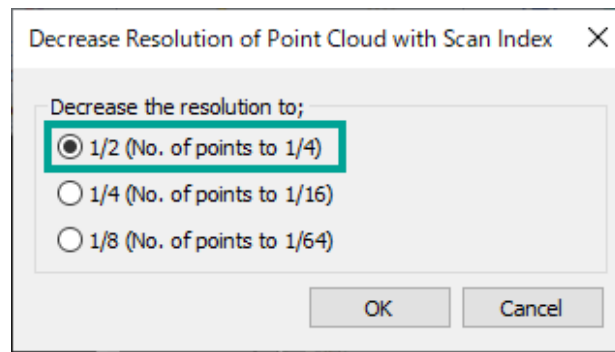 Decrease Resolution of Point Cloud with Scan Index
Decrease the resolution to;
1/2 (No. of points to 1/4)
1/4 (No. of points to 1/16)
1/8 (No. of points to 1/64)
OK Cancel